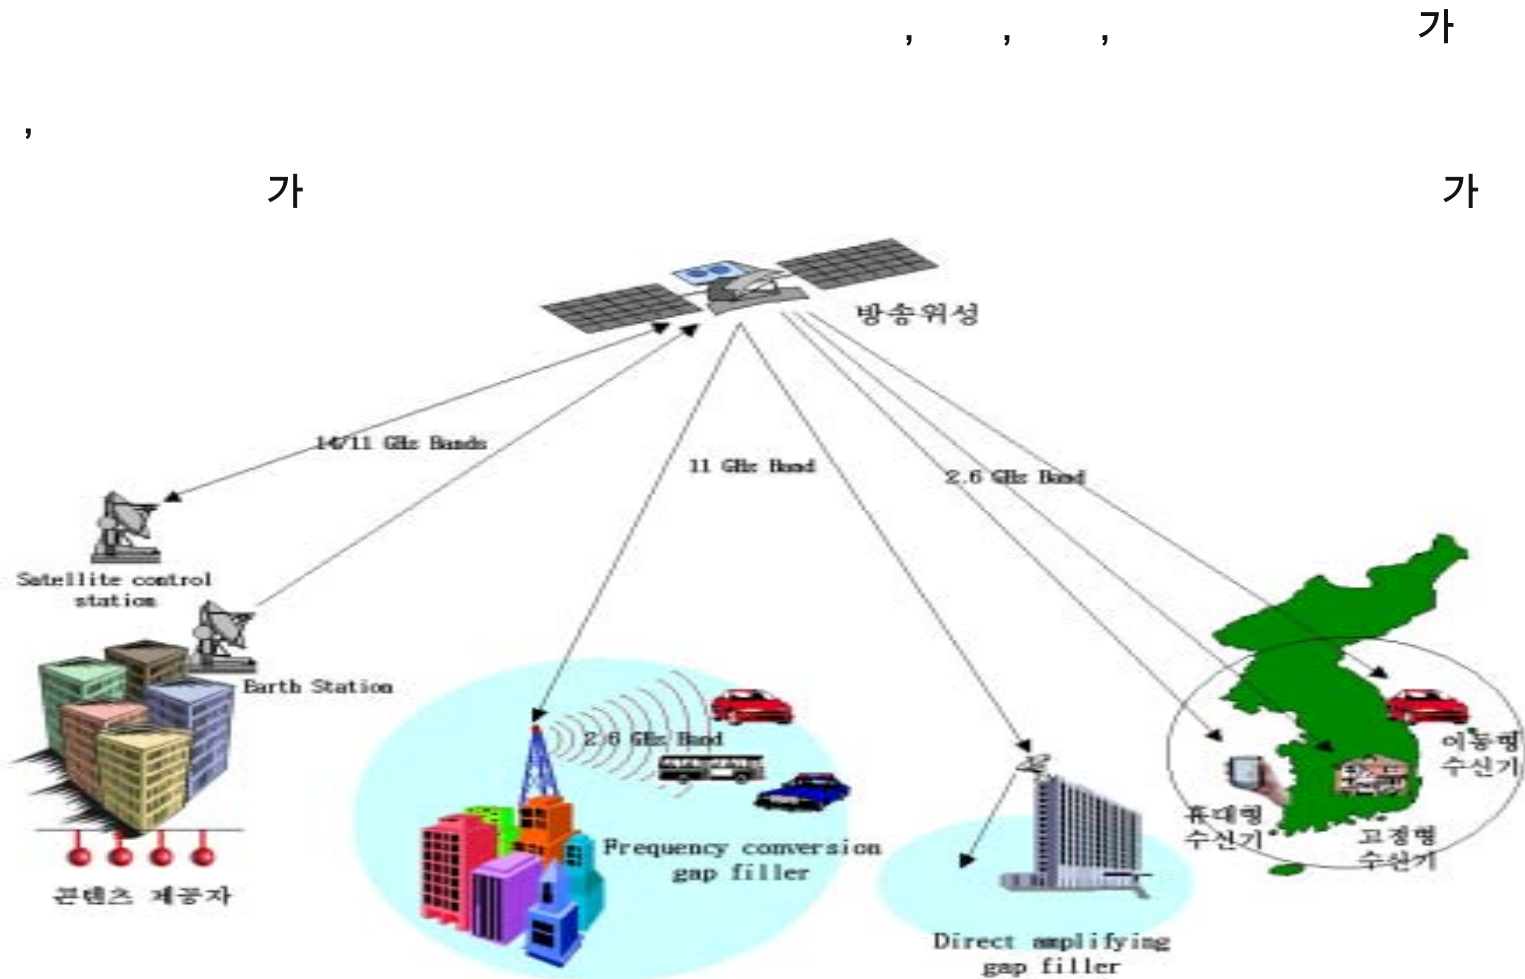 , , , 가
,
가 가
방송위성
14/11 GHz Bands
11 GHz Band
2.6 GHz Band
Satellite control
station
Earth Station
2.6 GHz Band
이동형
수신기
휴대형
수신기
고정형
수신기
Frequency conversion
gap filler
콘텐츠 제공자
Direct amplifying
gap filler